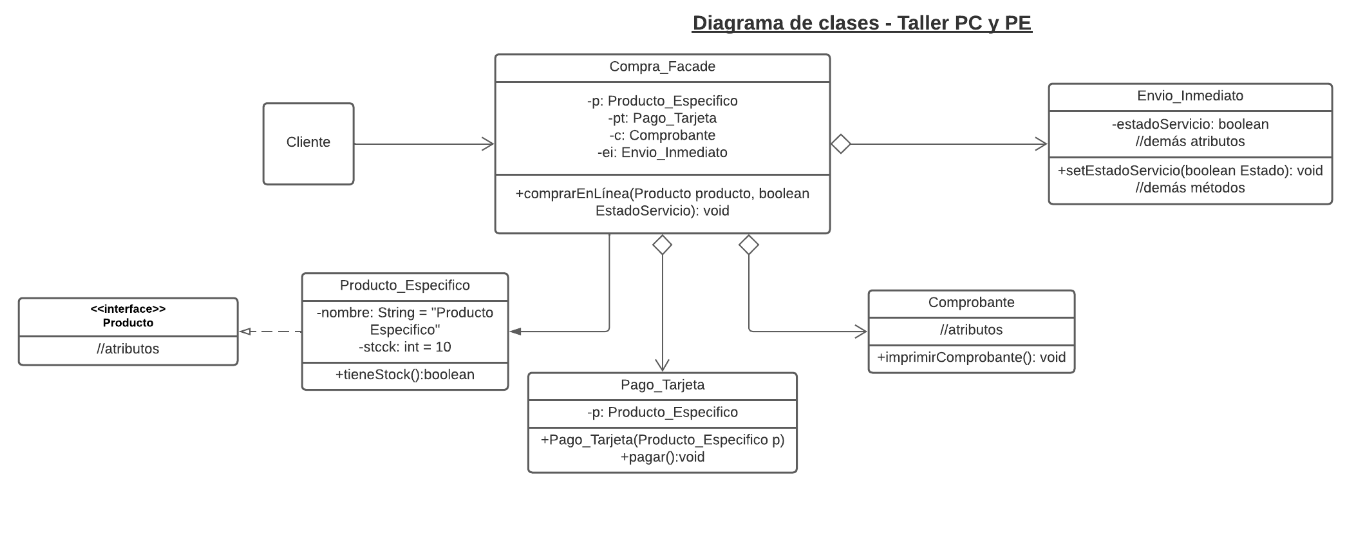 Diagrama de clases - Taller PC y PE
Compra_Facade
-p: Producto_Especifico
-pt: Pago_Tarjeta
-c: Comprobante
-ei: Envio_Inmediato
+comprarEnLínea(Producto producto, boolean
EstadoServicio): void
Cliente
Envio_Inmediato
-estadoServicio: boolean
//demás atributos
+setEstadoServicio(boolean Estado): void
//demás métodos
<<interface>>
Producto
//atributos
Producto_Especifico
-nombre: String = "Producto
Especifico"
-stcck: int = 10
+tieneStock():boolean
Pago_Tarjeta
-p: Producto_Especifico
+Pago_Tarjeta(Producto_Especifico p)
+pagar():void
Comprobante
//atributos
+imprimirComprobante(): void